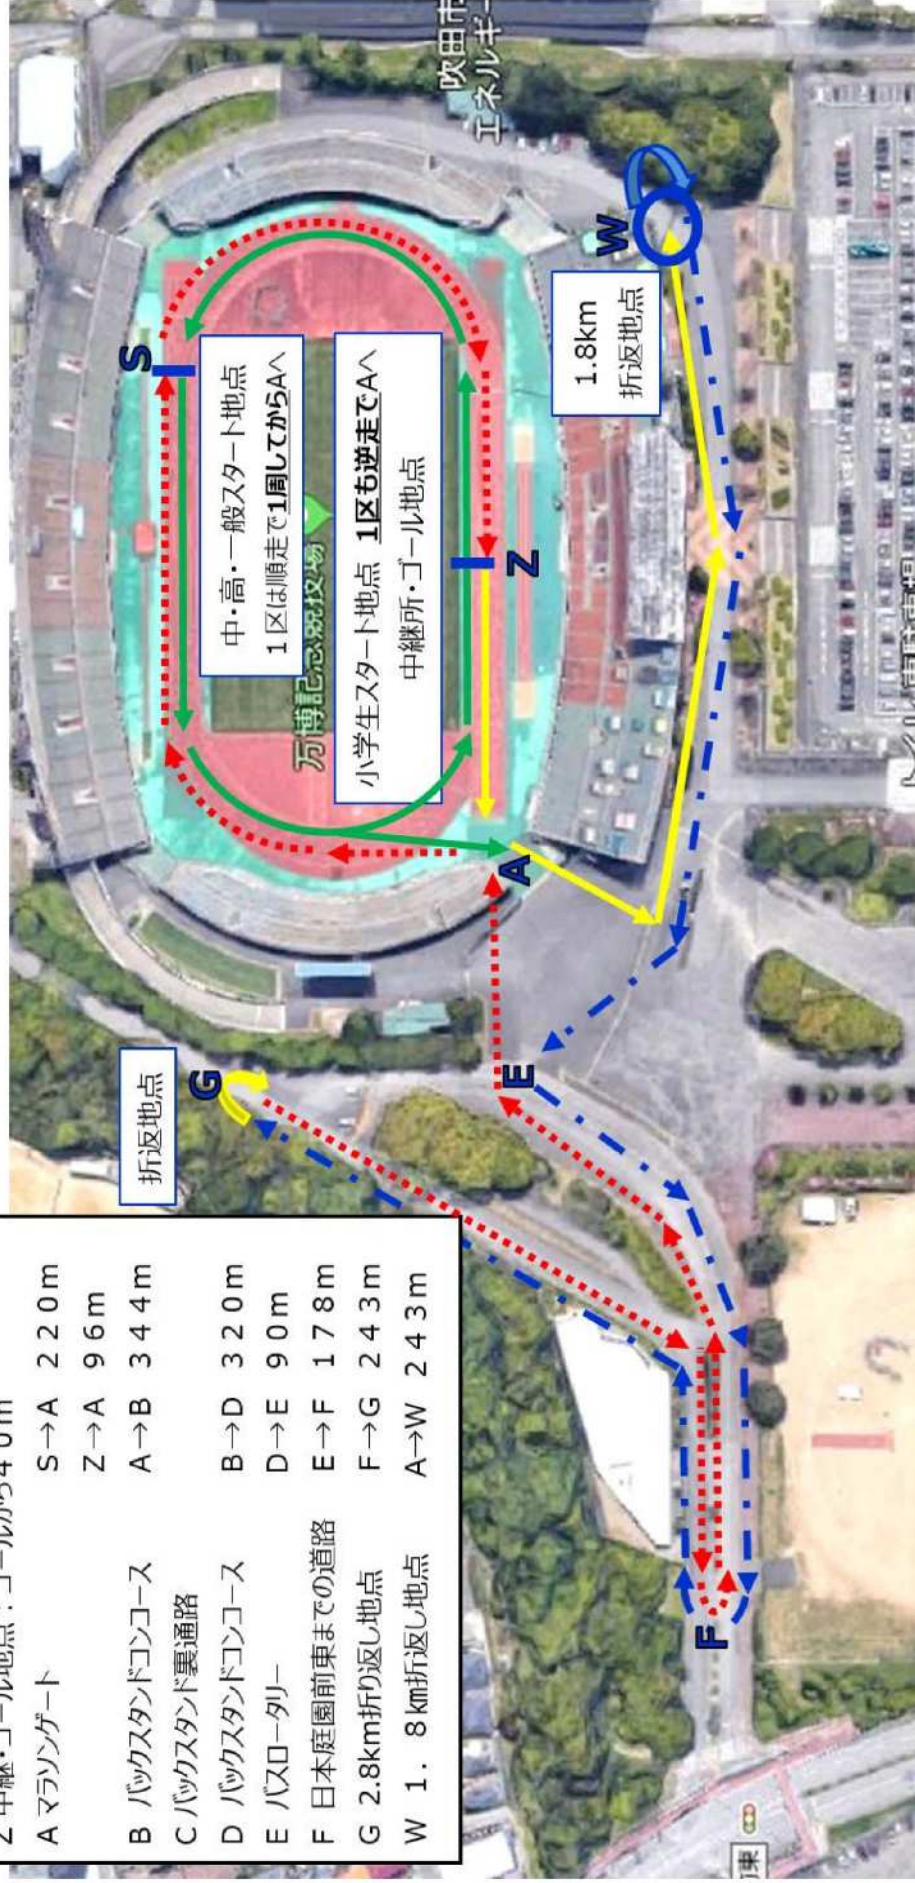 Z 中継・ゴール地点：ゴールから40m
A マラソンゲート S→A 220m
Z→A 96m
B バックスタンドコンコース A→B 344m
C バックスタンド裏通路
D バックスタンドコンコース B→D 320m
E バスロータリー D→E 90m
F 日本庭園前東までの道路 E→F 178m
G 2.8km折り返し地点 F→G 243m
W 1.8km折返し地点 A→W 243m
折返地点
G
S
中・高・一般スタート地点
1区は順走で1周してからAへ
万博記念競技場
小学生スタート地点 1区も逆走でAへ
中継所・ゴール地点
Z
A
E
F
1.8km
折返地点
W
吹田市
エネルギー
東